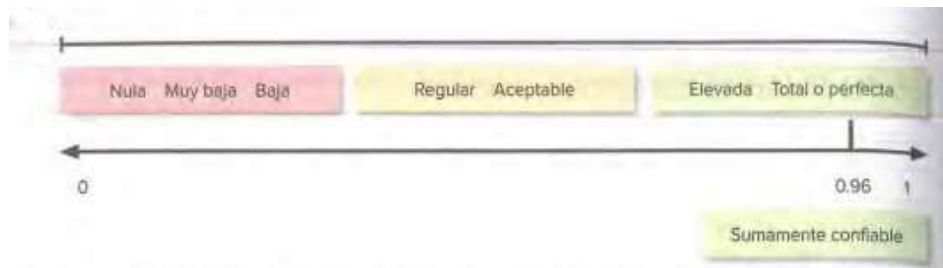 Nula Muy baja Baja Regular Aceptable Elevada Total o perfecta
0 0.96 1
Sumamente confiable